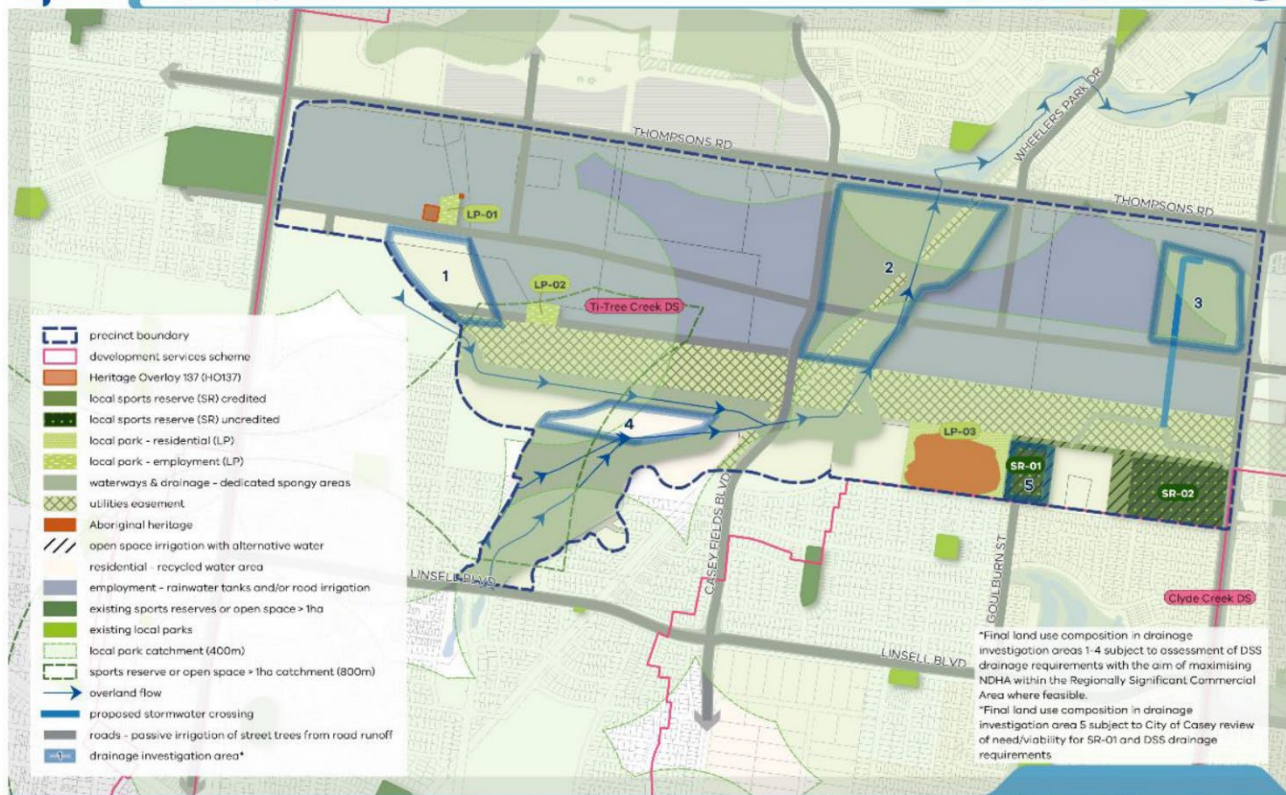 THOMPSONS RD
WHEELERS PARK DR
THOMPSONS RD
LP-01
1
2
3
LP-02
Ti-Tree Creek DS
4
LP-03
SR-01
5
SR-02
CASEY FIELDS BLVD
GOULBURN ST
LINSELL BLVD
LINSELL BLVD
Clyde Creek DS
precinct boundary
development services scheme
Heritage Overlay 137 (HO137)
local sports reserve (SR) credited
local sports reserve (SR) uncredited
local park - residential (LP)
local park - employment (LP)
waterways & drainage - dedicated spongy areas
utilities easement
Aboriginal heritage
open space irrigation with alternative water
residential - recycled water area
employment - rainwater tanks and/or road irrigation
existing sports reserves or open space > 1ha
existing local parks
local park catchment (400m)
sports reserve or open space > 1ha catchment (800m)
overland flow
proposed stormwater crossing
roads - passive irrigation of street trees from road runoff
1 drainage investigation area*
*Final land use composition in drainage
investigation areas 1-4 subject to assessment of DSS
drainage requirements with the aim of maximising
NDHA within the Regionally Significant Commercial
Area where feasible.
*Final land use composition in drainage
investigation area 5 subject to City of Casey review
of need/viability for SR-01 and DSS drainage
requirements